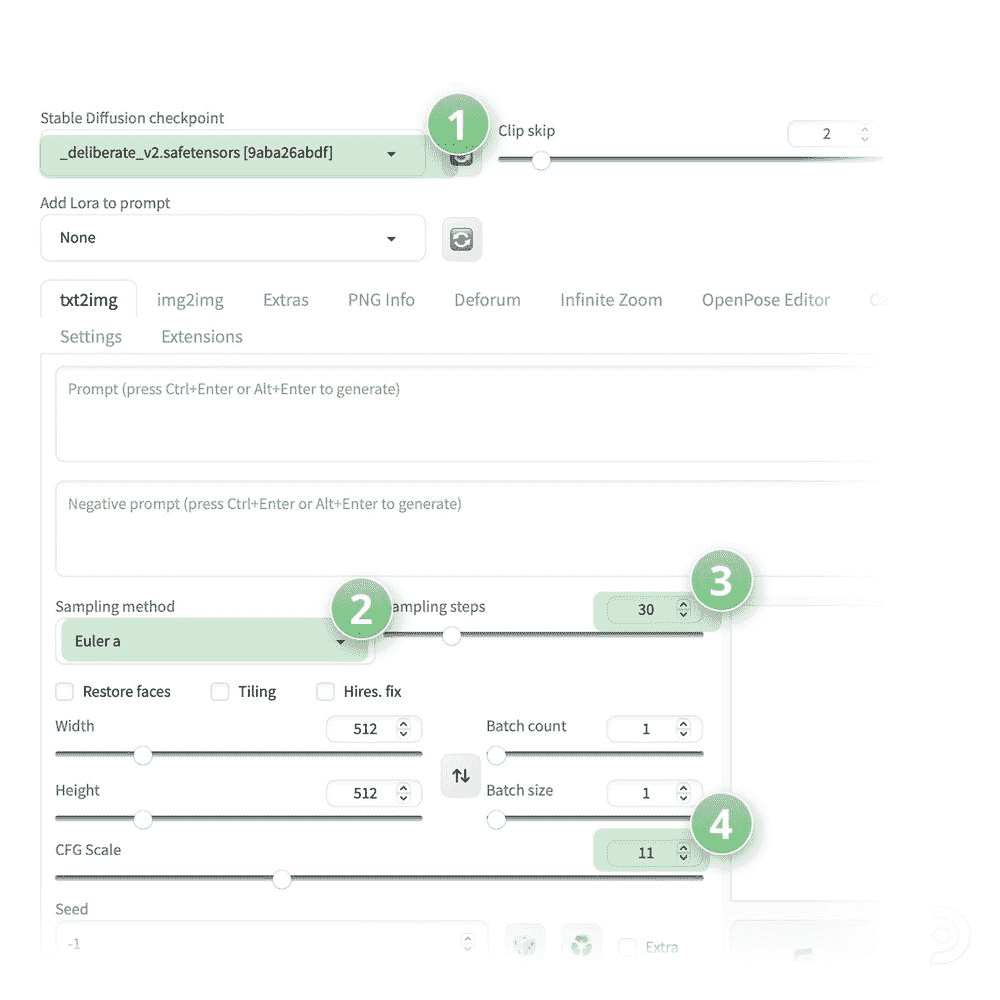 Stable Diffusion checkpoint
1
Clip skip
2
_deliberate_v2.safetensors [9aba26abdf]
Add Lora to prompt
None
txt2img img2img Extras PNG Info Deforum Infinite Zoom OpenPose Editor
Settings Extensions
Prompt (press Ctrl+Enter or Alt+Enter to generate)
Negative prompt (press Ctrl+Enter or Alt+Enter to generate)
Sampling method
2
ampling steps
30
3
Euler a
Restore faces Tiling Hires. fix
Width 512 Batch count 1
Height 512 Batch size 1
4
CFG Scale 11
Seed
-1 Extra